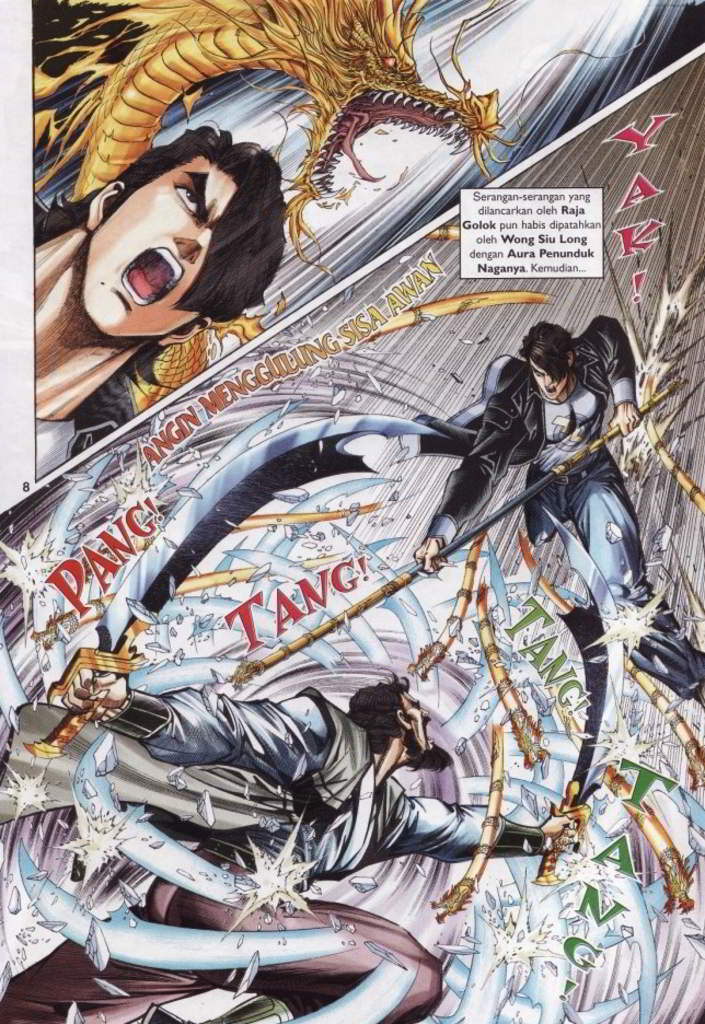 Serangan-serangan yang
dilancarkan oleh Raja
Golok pun habis dipatahkan
oleh Wong Siu Long
dengan Aura Penunduk
Naganya. Kemudian...
YAK!
ANGIN MENGGULUNG SISA AWAN
8
PANG!
TANG!
TANG!
TANG!